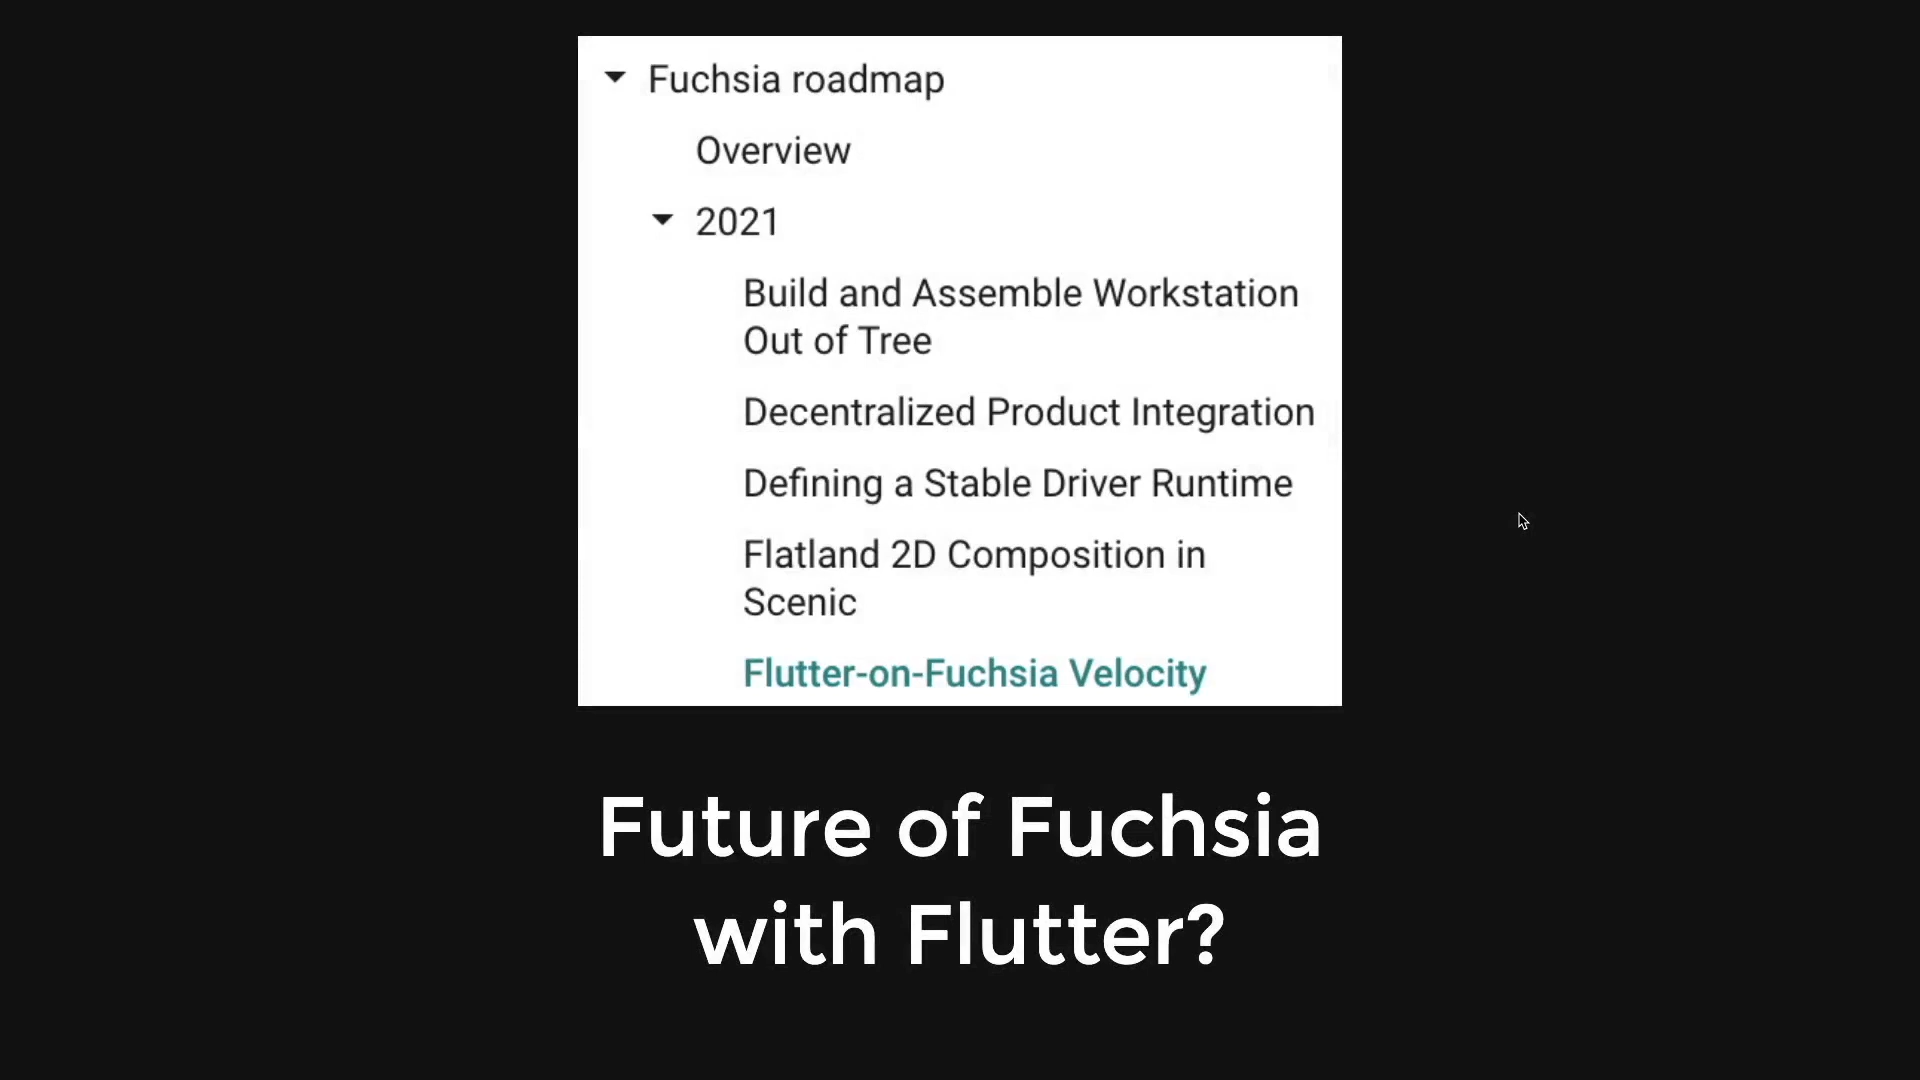 Fuchsia roadmap
Overview
2021
Build and Assemble Workstation
Out of Tree
Decentralized Product Integration
Defining a Stable Driver Runtime
Flatland 2D Composition in
Scenic
Flutter-on-Fuchsia Velocity
Future of Fuchsia
with Flutter?